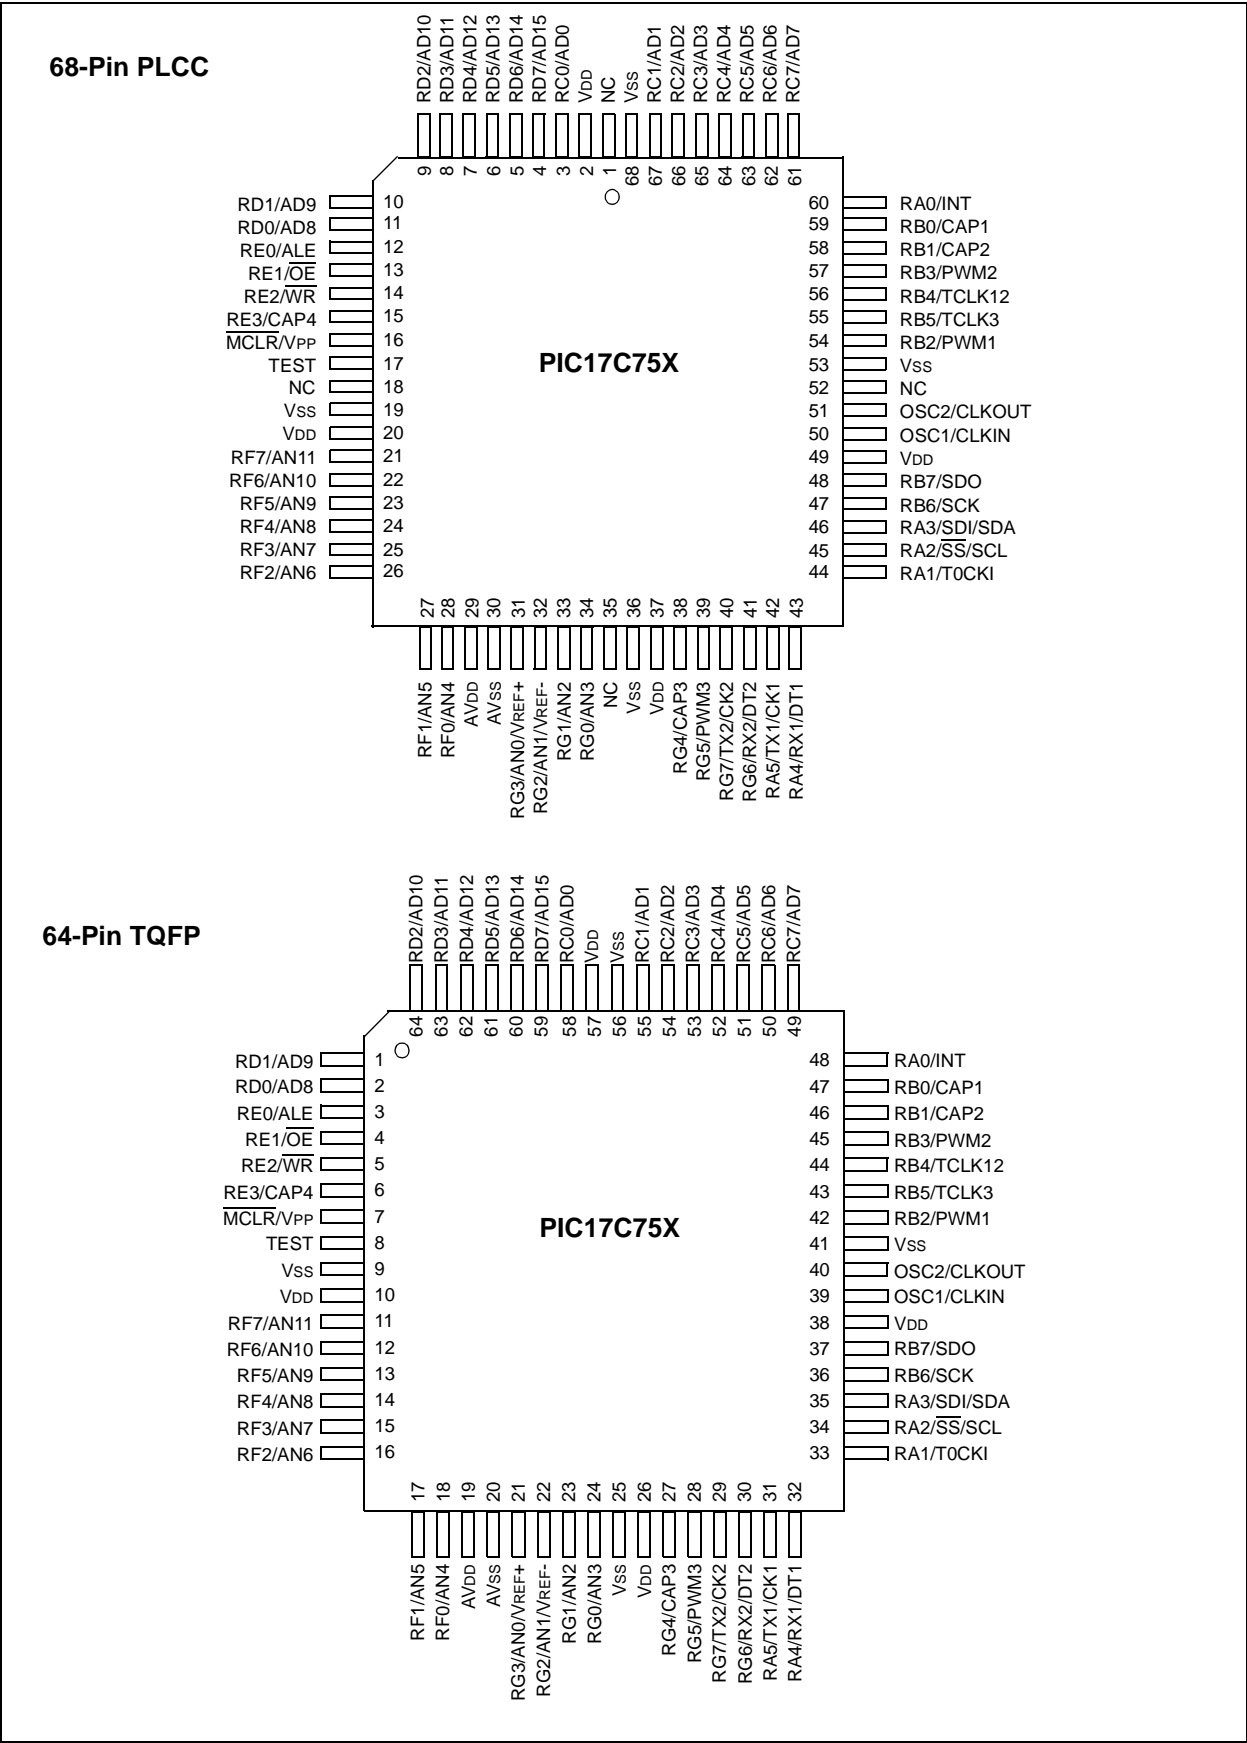 68-Pin PLCC
RD2/AD10
RD3/AD11
RD4/AD12
RD5/AD13
RD6/AD14
RD7/AD15
RC0/AD0
VDD
NC
VSS
RC1/AD1
RC2/AD2
RC3/AD3
RC4/AD4
RC5/AD5
RC6/AD6
RC7/AD7
9 8 7 6 5 4 3 2 1 68 67 66 65 64 63 62 61
RD1/AD9 10
RD0/AD8 11
RE0/ALE 12
RE1/OE 13
RE2/WR 14
RE3/CAP4 15
MCLR/VPP 16
TEST 17
NC 18
VSS 19
VDD 20
RF7/AN11 21
RF6/AN10 22
RF5/AN9 23
RF4/AN8 24
RF3/AN7 25
RF2/AN6 26
PIC17C75X
60 RA0/INT
59 RB0/CAP1
58 RB1/CAP2
57 RB3/PWM2
56 RB4/TCLK12
55 RB5/TCLK3
54 RB2/PWM1
53 VSS
52 NC
51 OSC2/CLKOUT
50 OSC1/CLKIN
49 VDD
48 RB7/SDO
47 RB6/SCK
46 RA3/SDI/SDA
45 RA2/SS/SCL
44 RA1/T0CKI
27 28 29 30 31 32 33 34 35 36 37 38 39 40 41 42 43
RF1/AN5
RF0/AN4
AVDD
AVSS
RG3/AN0/VREF+
RG2/AN1/VREF-
RG1/AN2
RG0/AN3
NC
VSS
VDD
RG4/CAP3
RG5/PWM3
RG7/TX2/CK2
RG6/RX2/DT2
RA5/TX1/CK1
RA4/RX1/DT1
64-Pin TQFP
RD2/AD10
RD3/AD11
RD4/AD12
RD5/AD13
RD6/AD14
RD7/AD15
RC0/AD0
VDD
VSS
RC1/AD1
RC2/AD2
RC3/AD3
RC4/AD4
RC5/AD5
RC6/AD6
RC7/AD7
64 63 62 61 60 59 58 57 56 55 54 53 52 51 50 49
RD1/AD9 1
RD0/AD8 2
RE0/ALE 3
RE1/OE 4
RE2/WR 5
RE3/CAP4 6
MCLR/VPP 7
TEST 8
VSS 9
VDD 10
RF7/AN11 11
RF6/AN10 12
RF5/AN9 13
RF4/AN8 14
RF3/AN7 15
RF2/AN6 16
PIC17C75X
48 RA0/INT
47 RB0/CAP1
46 RB1/CAP2
45 RB3/PWM2
44 RB4/TCLK12
43 RB5/TCLK3
42 RB2/PWM1
41 VSS
40 OSC2/CLKOUT
39 OSC1/CLKIN
38 VDD
37 RB7/SDO
36 RB6/SCK
35 RA3/SDI/SDA
34 RA2/SS/SCL
33 RA1/T0CKI
17 18 19 20 21 22 23 24 25 26 27 28 29 30 31 32
RF1/AN5
RF0/AN4
AVDD
AVSS
RG3/AN0/VREF+
RG2/AN1/VREF-
RG1/AN2
RG0/AN3
VSS
VDD
RG4/CAP3
RG5/PWM3
RG7/TX2/CK2
RG6/RX2/DT2
RA5/TX1/CK1
RA4/RX1/DT1